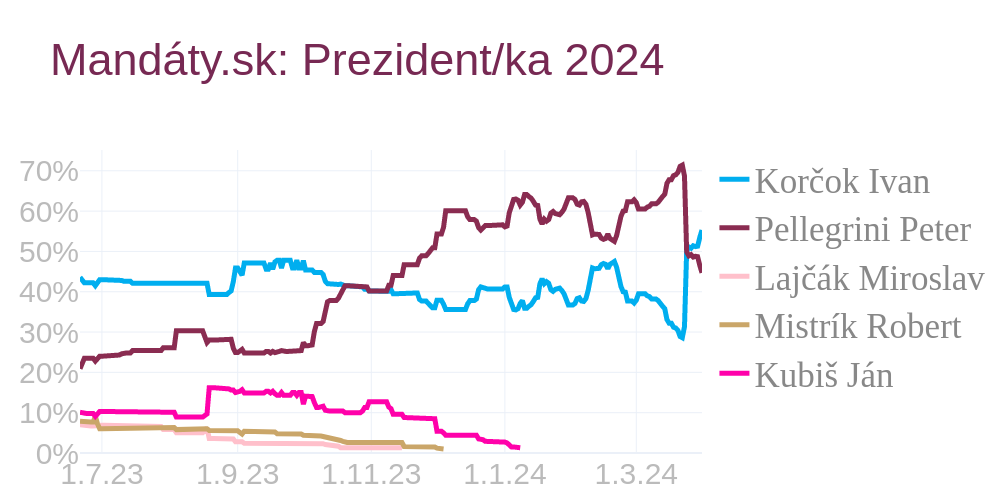 Mandáty.sk: Prezident/ka 2024
70%
60%
50%
40%
30%
20%
10%
0%
1.7.23 1.9.23 1.11.23 1.1.24 1.3.24
Korčok Ivan
Pellegrini Peter
Lajčák Miroslav
Mistrík Robert
Kubiš Ján